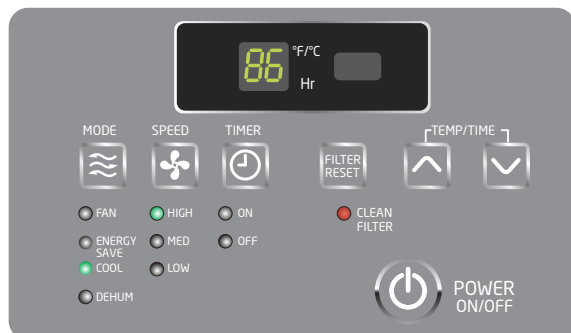 86
°F/°C
Hr
MODE
SPEED
TIMER
TEMP/TIME
FILTER
RESET
FAN
HIGH
ON
CLEAN
FILTER
ENERGY
SAVE
MED
OFF
COOL
LOW
DEHUM
POWER
ON/OFF